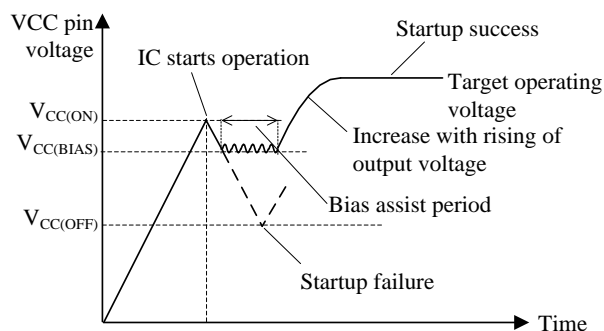 VCC pin
voltage
Startup success
IC starts operation
Target operating
voltage
VCC(ON)
Increase with rising of
output voltage
VCC(BIAS)
Bias assist period
VCC(OFF)
Startup failure
Time